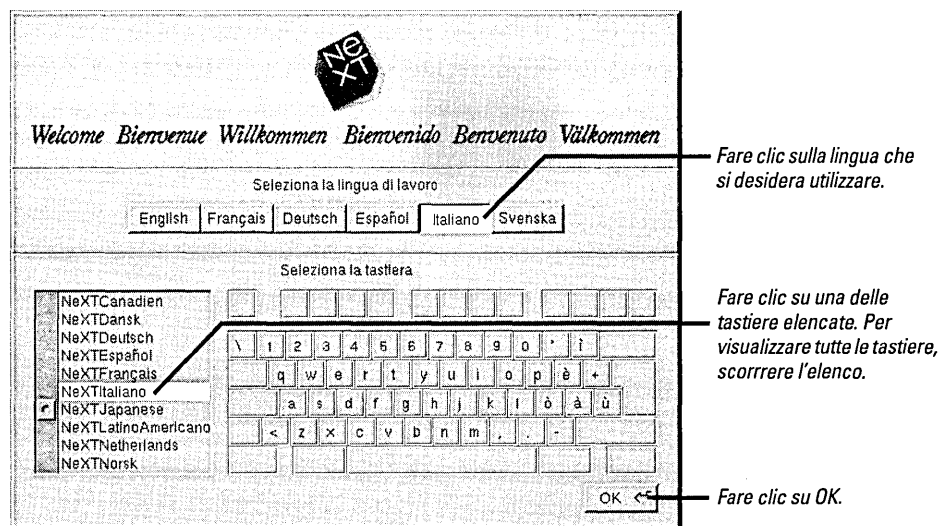 NeXT
Welcome Bienvenue Willkommen Bienvenido Benvenuto Välkommen
Seleziona la lingua di lavoro
English Français Deutsch Español Italiano Svenska
Fare clic sulla lingua che
si desidera utilizzare.
Seleziona la tastiera
NeXTCanadien
NeXTDansk
NeXTDeutsch
NeXTEspañol
NeXTFrançais
NeXTItaliano
NeXTJapanese
NeXTLatinoAmericano
NeXTNetherlands
NeXTNorsk
\ 1 2 3 4 5 6 7 8 9 0 ' ì
q w e r t y u i o p è +
a s d f g h j k l ò à ù
< z x c v b n m , . -
Fare clic su una delle
tastiere elencate. Per
visualizzare tutte le tastiere,
scorrrere l'elenco.
OK
Fare clic su OK.